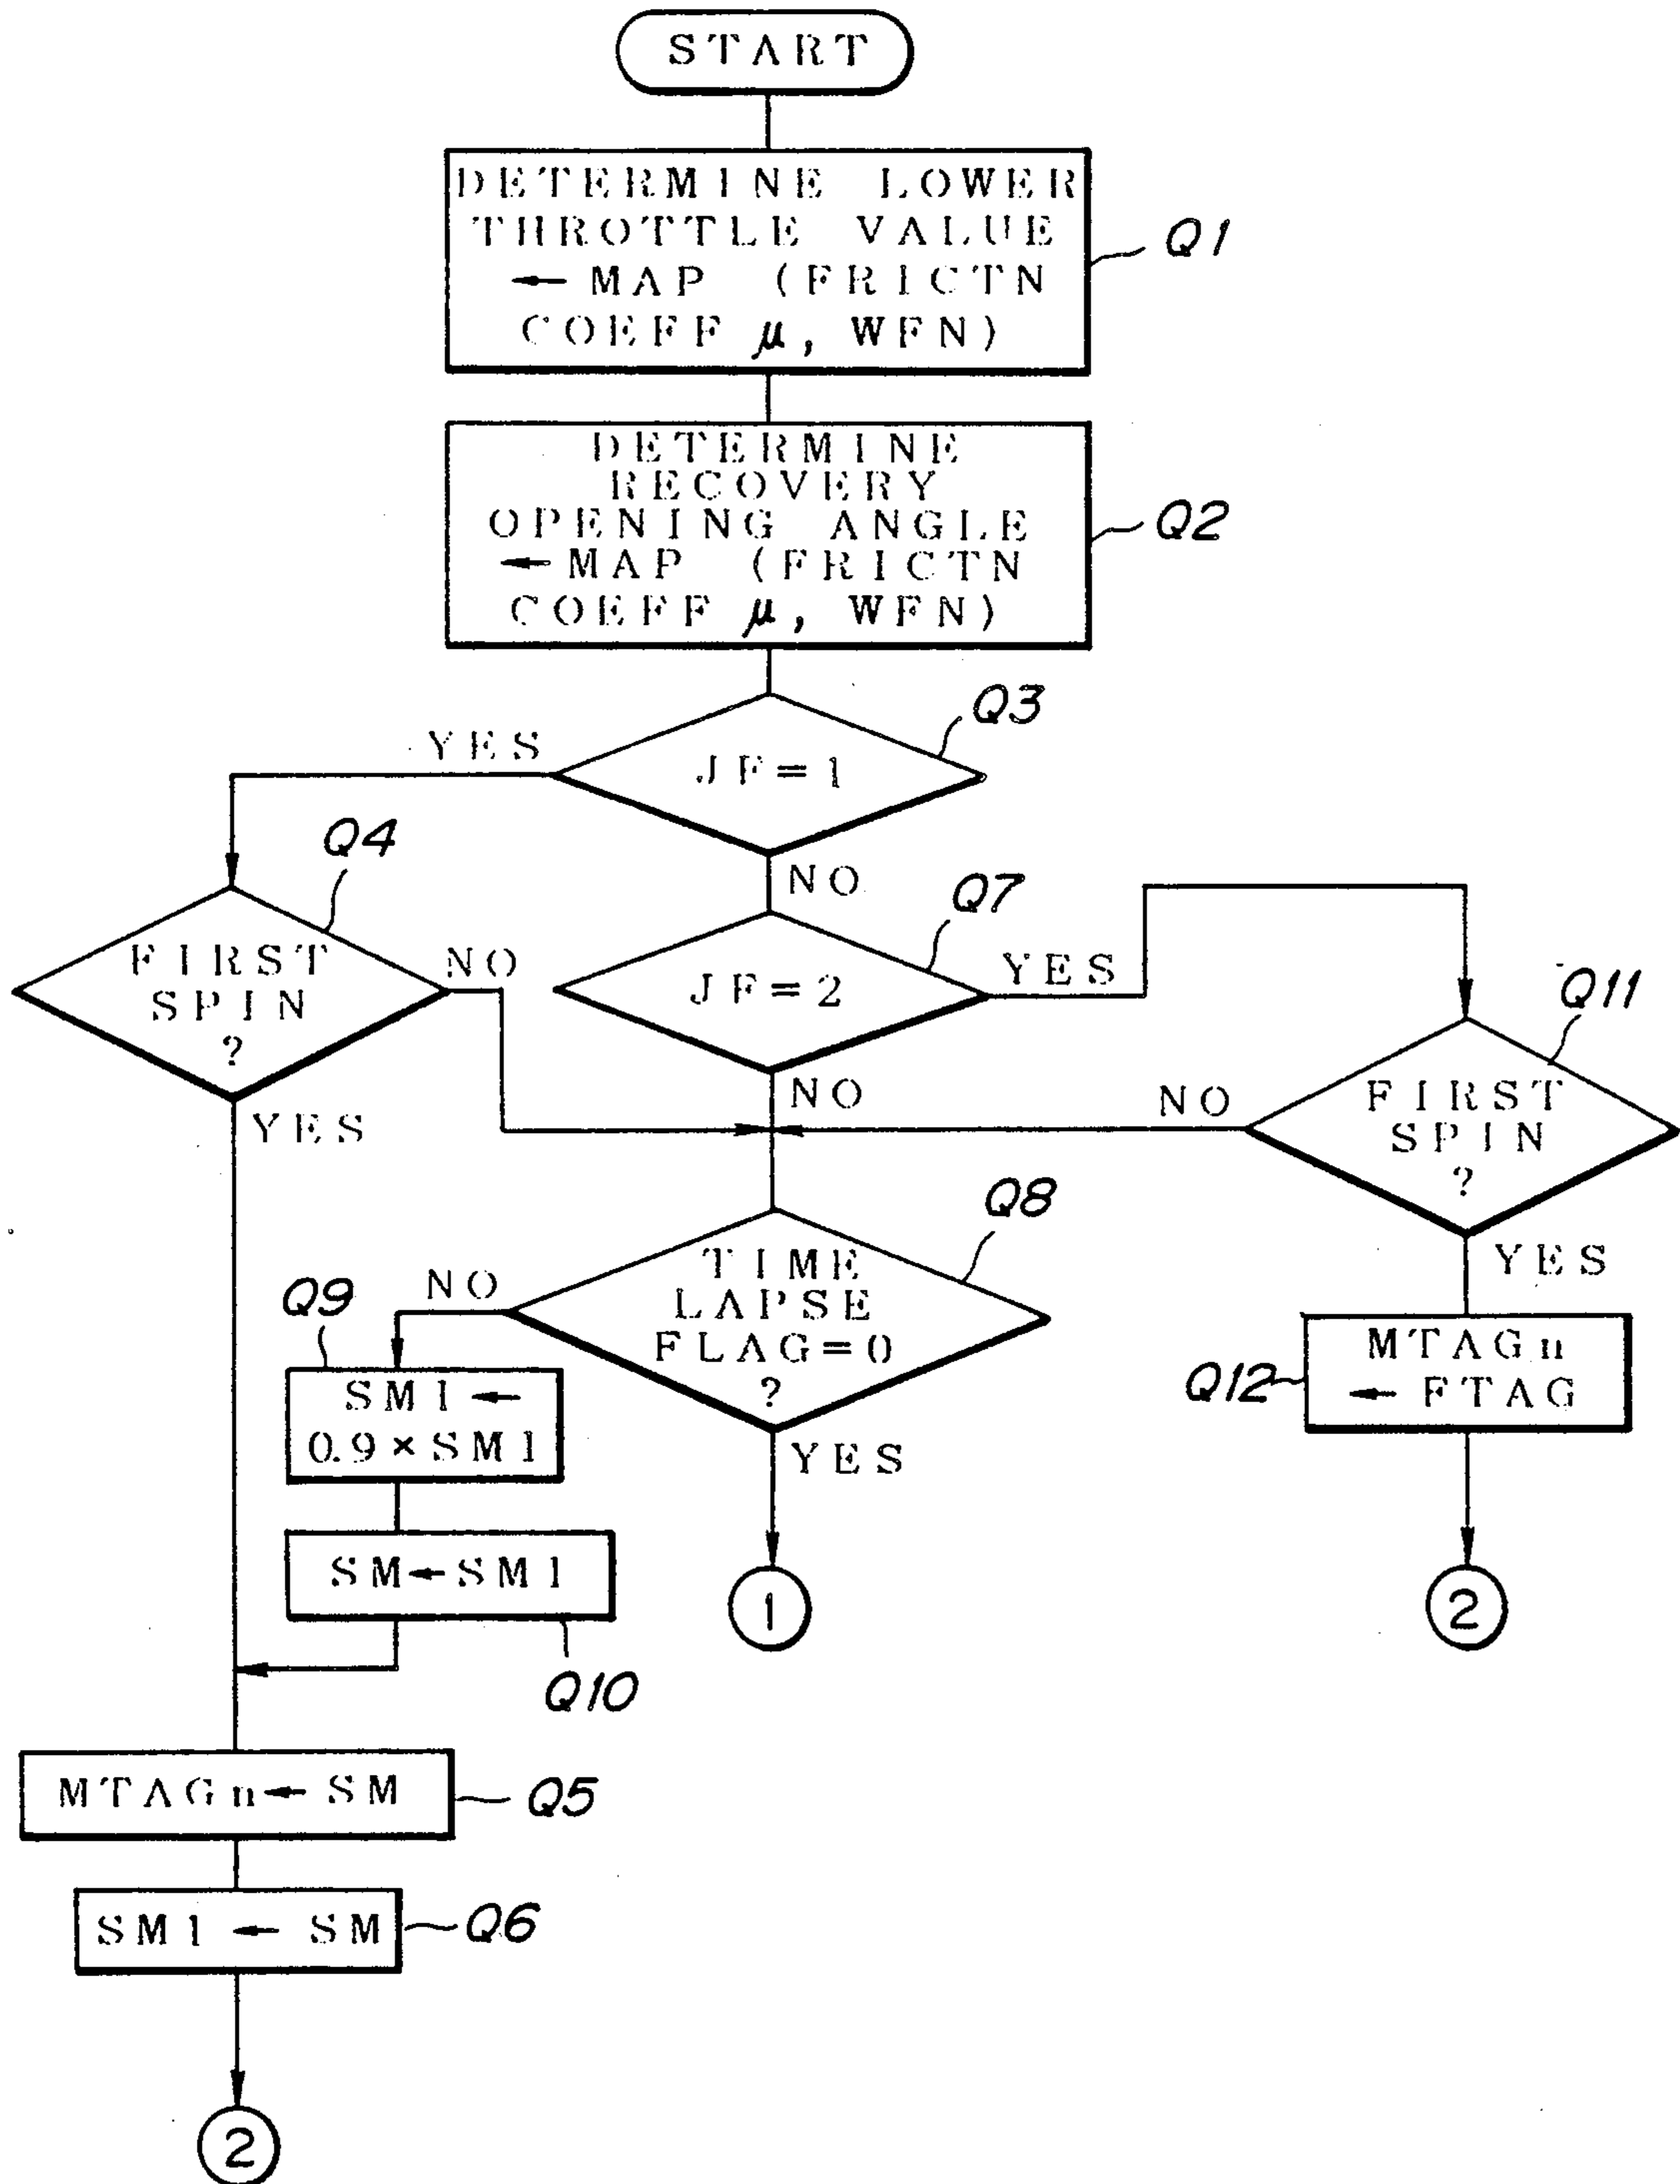 START
DETERMINE LOWER
THROTTLE VALUE
← MAP (FRICTN
COEFF μ, WFN)
Q1
DETERMINE
RECOVERY
OPENING ANGLE
← MAP (FRICTN
COEFF μ, WFN)
Q2
Q3
YES
JF=1
NO
Q4
FIRST
SPIN
?
NO
YES
Q7
JF=2
YES
NO
Q11
FIRST
SPIN
?
NO
YES
Q8
TIME
LAPSE
FLAG=0
?
NO
YES
Q9
SM1 ←
0.9×SM1
Q12
MTAGn
← FTAG
SM←SM1
Q10
1
2
MTAGn← SM
Q5
SM1 ← SM
Q6
2